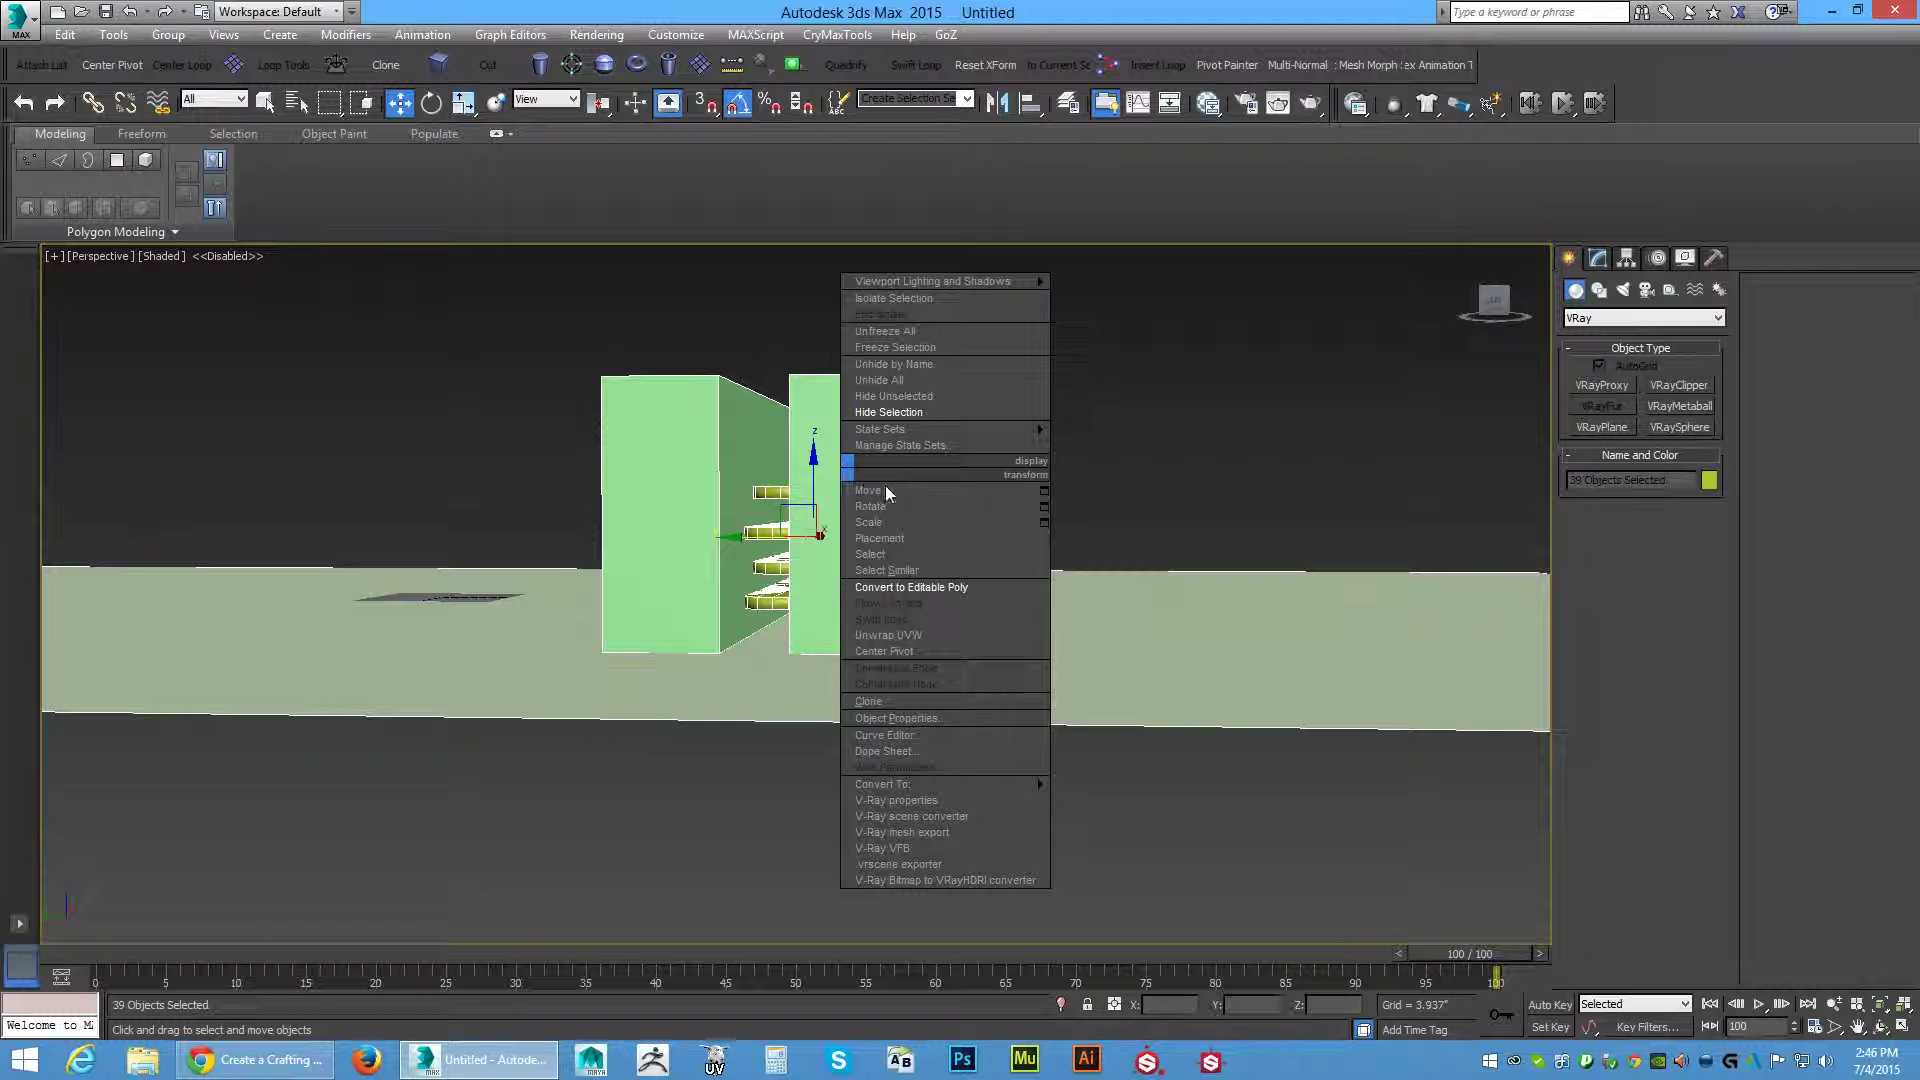 Workspace: Default
Autodesk 3ds Max 2015 Untitled
Type a keyword or phrase
MAX
Edit Tools Group Views Create Modifiers Animation Graph Editors Rendering Customize MAXScript CryMaxTools Help GoZ
Attach List Center Pivot Center Loop Loop Tools Clone Cut Quadrify Swift Loop Reset XForm to Current Sc Insert Loop Pivot Painter Multi-Normal : Mesh Morph :ex Animation T
All View 3 ABC Create Selection Se
Modeling Freeform Selection Object Paint Populate
Polygon Modeling
[+] [Perspective] [Shaded] <<Disabled>>
Viewport Lighting and Shadows
Isolate Selection
Unfreeze All
Freeze Selection
Unhide by Name
Unhide All
Hide Unselected
Hide Selection
State Sets
Manage State Sets...
display
transform
Move
Rotate
Scale
Placement
Select
Select Similar
Convert to Editable Poly
Unwrap UVW
Center Pivot
Clone
Object Properties...
Curve Editor...
Dope Sheet...
Convert To:
V-Ray properties
V-Ray scene converter
V-Ray mesh export
V-Ray VFB
.vrscene exporter
V-Ray Bitmap to VRayHDRI converter
z
x
VRay
Object Type
AutoGrid
VRayProxy VRayClipper
VRayFur VRayMetaball
VRayPlane VRaySphere
Name and Color
39 Objects Selected
< 100 / 100 >
0 5 10 15 20 25 30 35 40 45 50 55 60 65 70 75 80 85 90 95 100
39 Objects Selected X: Y: Z: Grid = 3.937" Auto Key Selected
Welcome to M Click and drag to select and move objects Add Time Tag Set Key Key Filters... 100
Create a Crafting ... Untitled - Autode...
MAX MAYA UV S AB Ps Mu Ai
2:46 PM
7/4/2015